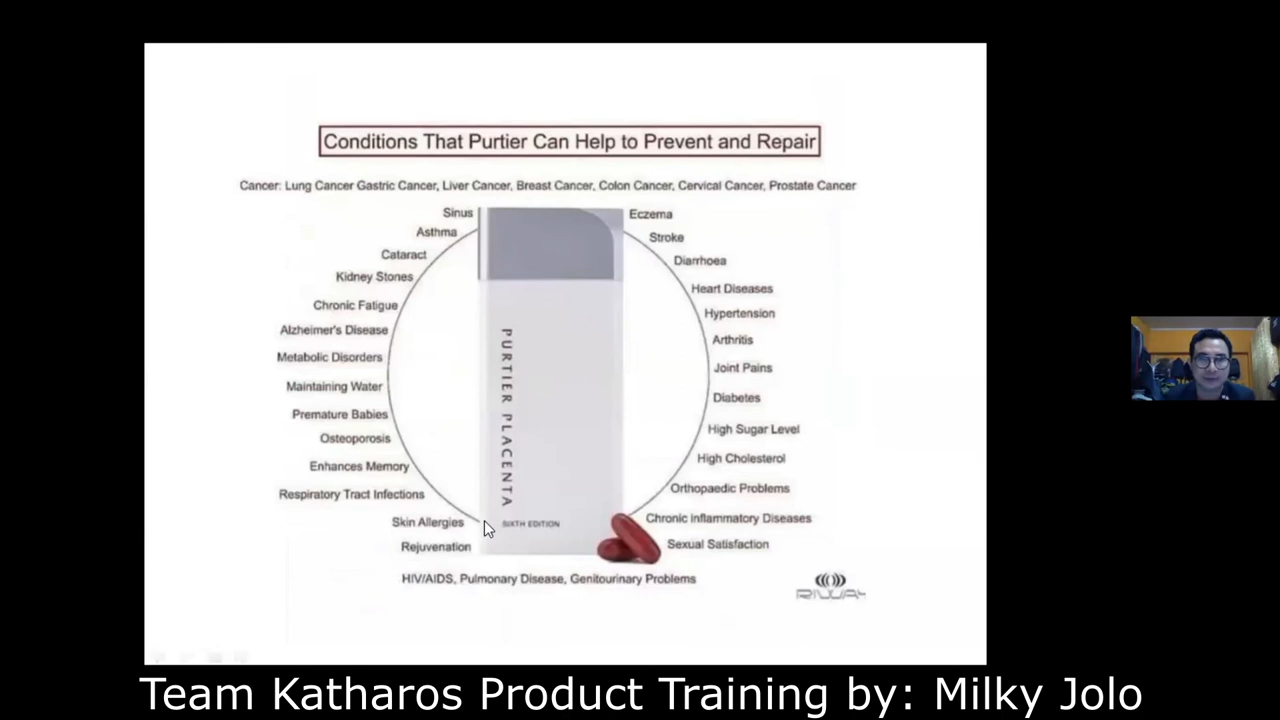 Conditions That Purtier Can Help to Prevent and Repair
Cancer: Lung Cancer Gastric Cancer, Liver Cancer, Breast Cancer, Colon Cancer, Cervical Cancer, Prostate Cancer
Sinus
Asthma
Cataract
Kidney Stones
Chronic Fatigue
Alzheimer's Disease
Metabolic Disorders
Maintaining Water
Premature Babies
Osteoporosis
Enhances Memory
Respiratory Tract Infections
Skin Allergies
Rejuvenation
PURTIER PLACENTA
SIXTH EDITION
Eczema
Stroke
Diarrhoea
Heart Diseases
Hypertension
Arthritis
Joint Pains
Diabetes
High Sugar Level
High Cholesterol
Orthopaedic Problems
Chronic inflammatory Diseases
Sexual Satisfaction
HIV/AIDS, Pulmonary Disease, Genitourinary Problems
RIWAY
Team Katharos Product Training by: Milky Jolo